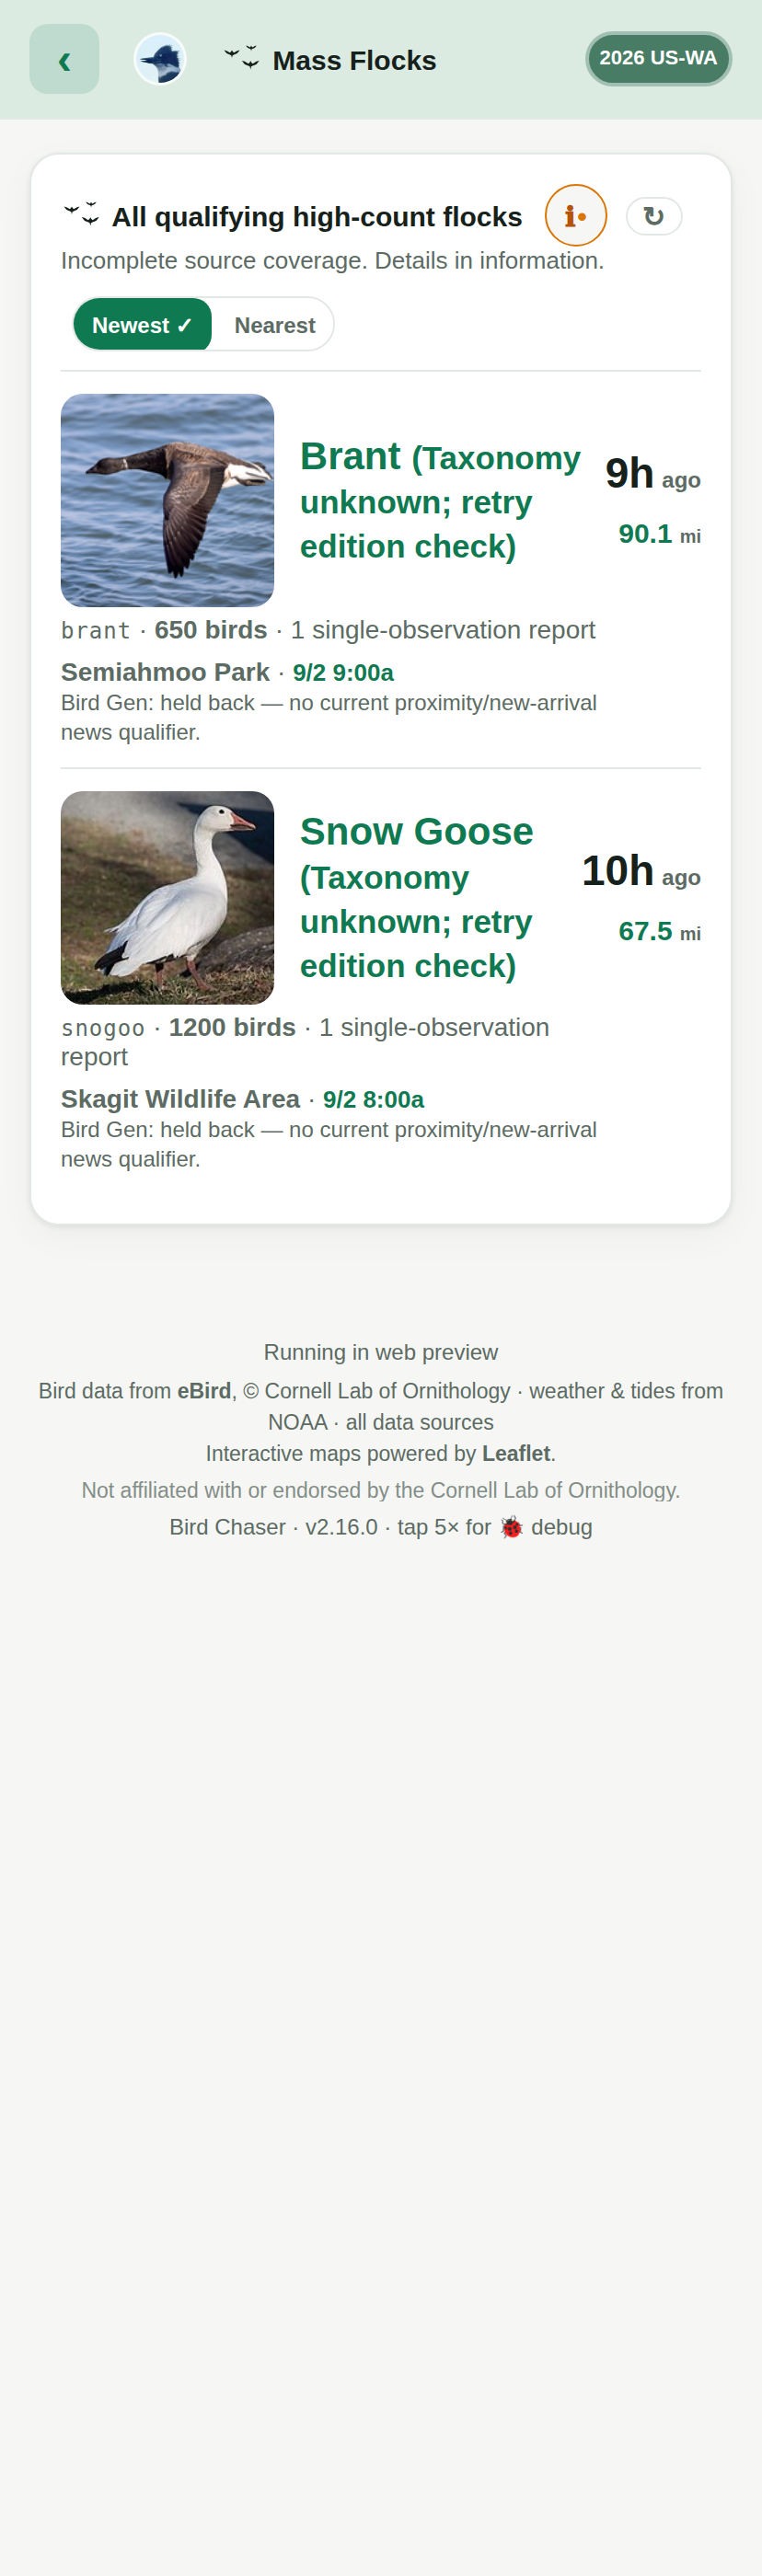 ‹ Mass Flocks 2026 US-WA
All qualifying high-count flocks ℹ• ↻
Incomplete source coverage. Details in information.
Newest ✓ Nearest
Brant (Taxonomy
unknown; retry
edition check)
9h ago
90.1 mi
brant · 650 birds · 1 single-observation report
Semiahmoo Park · 9/2 9:00a
Bird Gen: held back — no current proximity/new-arrival
news qualifier.
Snow Goose
(Taxonomy
unknown; retry
edition check)
10h ago
67.5 mi
snogoo · 1200 birds · 1 single-observation
report
Skagit Wildlife Area · 9/2 8:00a
Bird Gen: held back — no current proximity/new-arrival
news qualifier.
Running in web preview
Bird data from eBird, © Cornell Lab of Ornithology · weather & tides from
NOAA · all data sources
Interactive maps powered by Leaflet.
Not affiliated with or endorsed by the Cornell Lab of Ornithology.
Bird Chaser · v2.16.0 · tap 5× for 🐞 debug